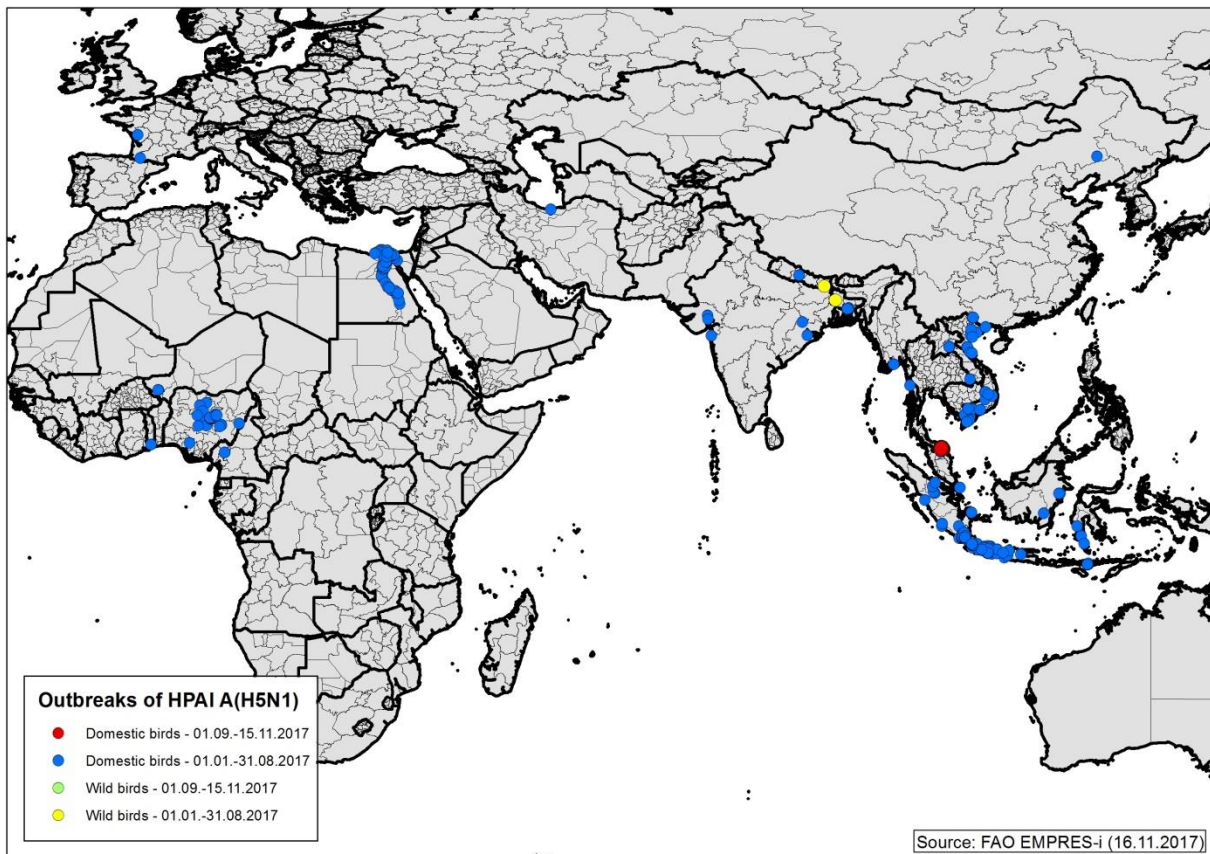 Outbreaks of HPAI A(H5N1)
Domestic birds - 01.09.-15.11.2017
Domestic birds - 01.01.-31.08.2017
Wild birds - 01.09.-15.11.2017
Wild birds - 01.01.-31.08.2017
Source: FAO EMPRES-i (16.11.2017)